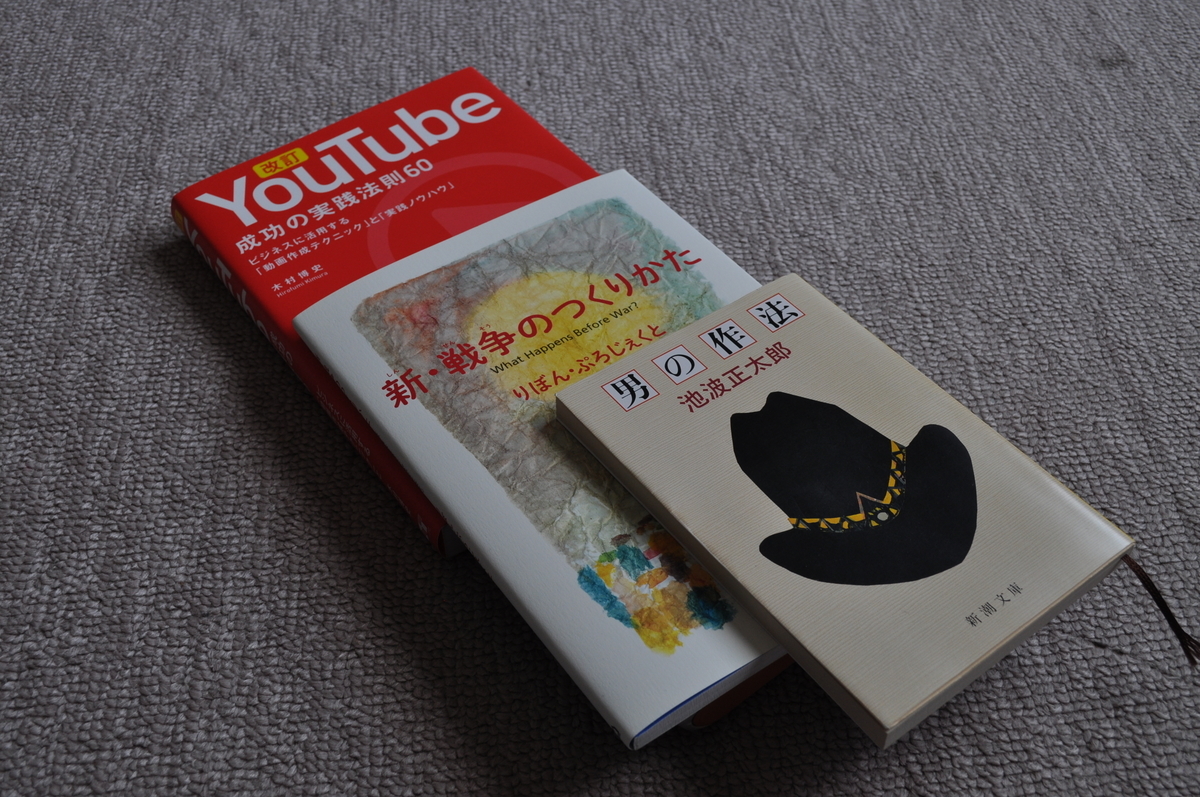 改訂
YouTube
成功の実践法則60
ビジネスに活用する
「動画作成テクニック」と「実践ノウハウ」
木村博史
Hirofumi Kimura
新・戦争のつくりかた
What Happens Before War?
りぼん・ぷろじぇくと
男の作法
池波正太郎
新潮文庫